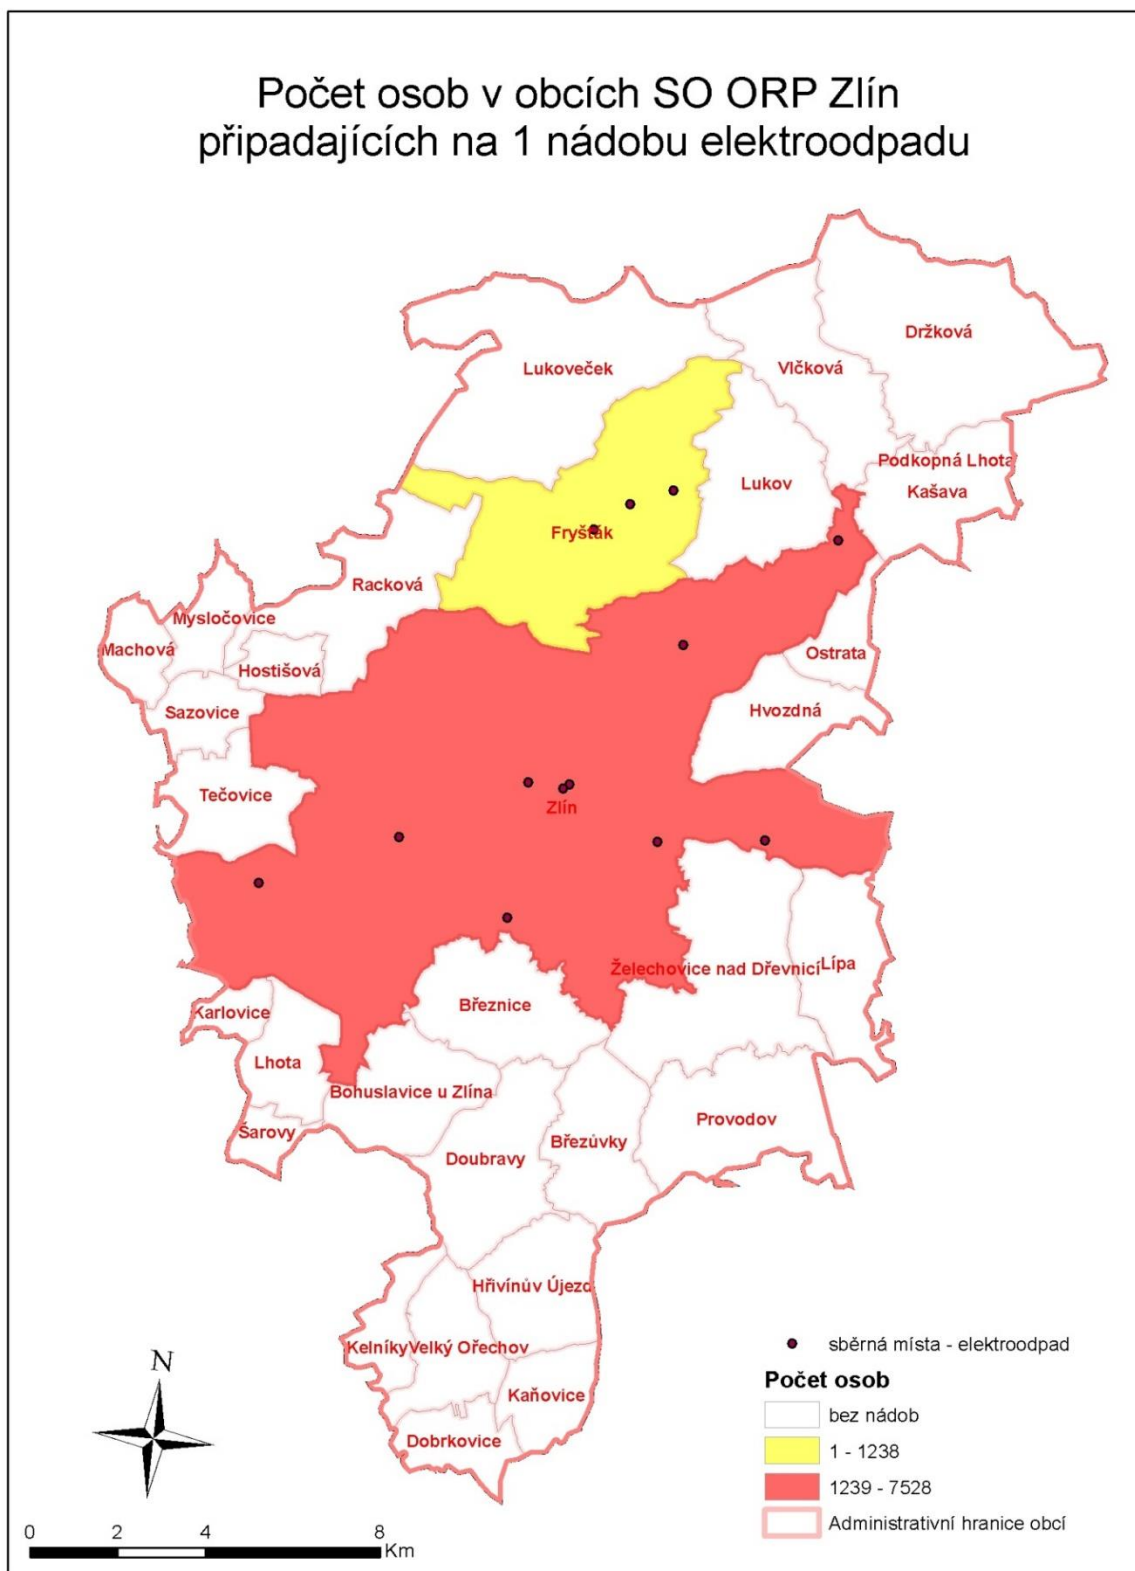 Počet osob v obcích SO ORP Zlín
připadajících na 1 nádobu elektroodpadu
Držková
Vlčková
Lukoveček
Podkopná Lhota
Lukov
Kašava
Fryšták
Racková
Mysločovice
Machová
Ostrata
Hostišová
Sazovice
Hvozdná
Tečovice
Zlín
Želechovice nad Dřevnicí
Lípa
Březnice
Karlovice
Lhota
Bohuslavice u Zlína
Provodov
Šarovy
Březůvky
Doubravy
Hřivínův Újezd
Kelníky
Velký Ořechov
Kaňovice
Dobrkovice
N
sběrná místa - elektroodpad
Počet osob
bez nádob
1 - 1238
1239 - 7528
Administrativní hranice obcí
0 2 4 8
Km